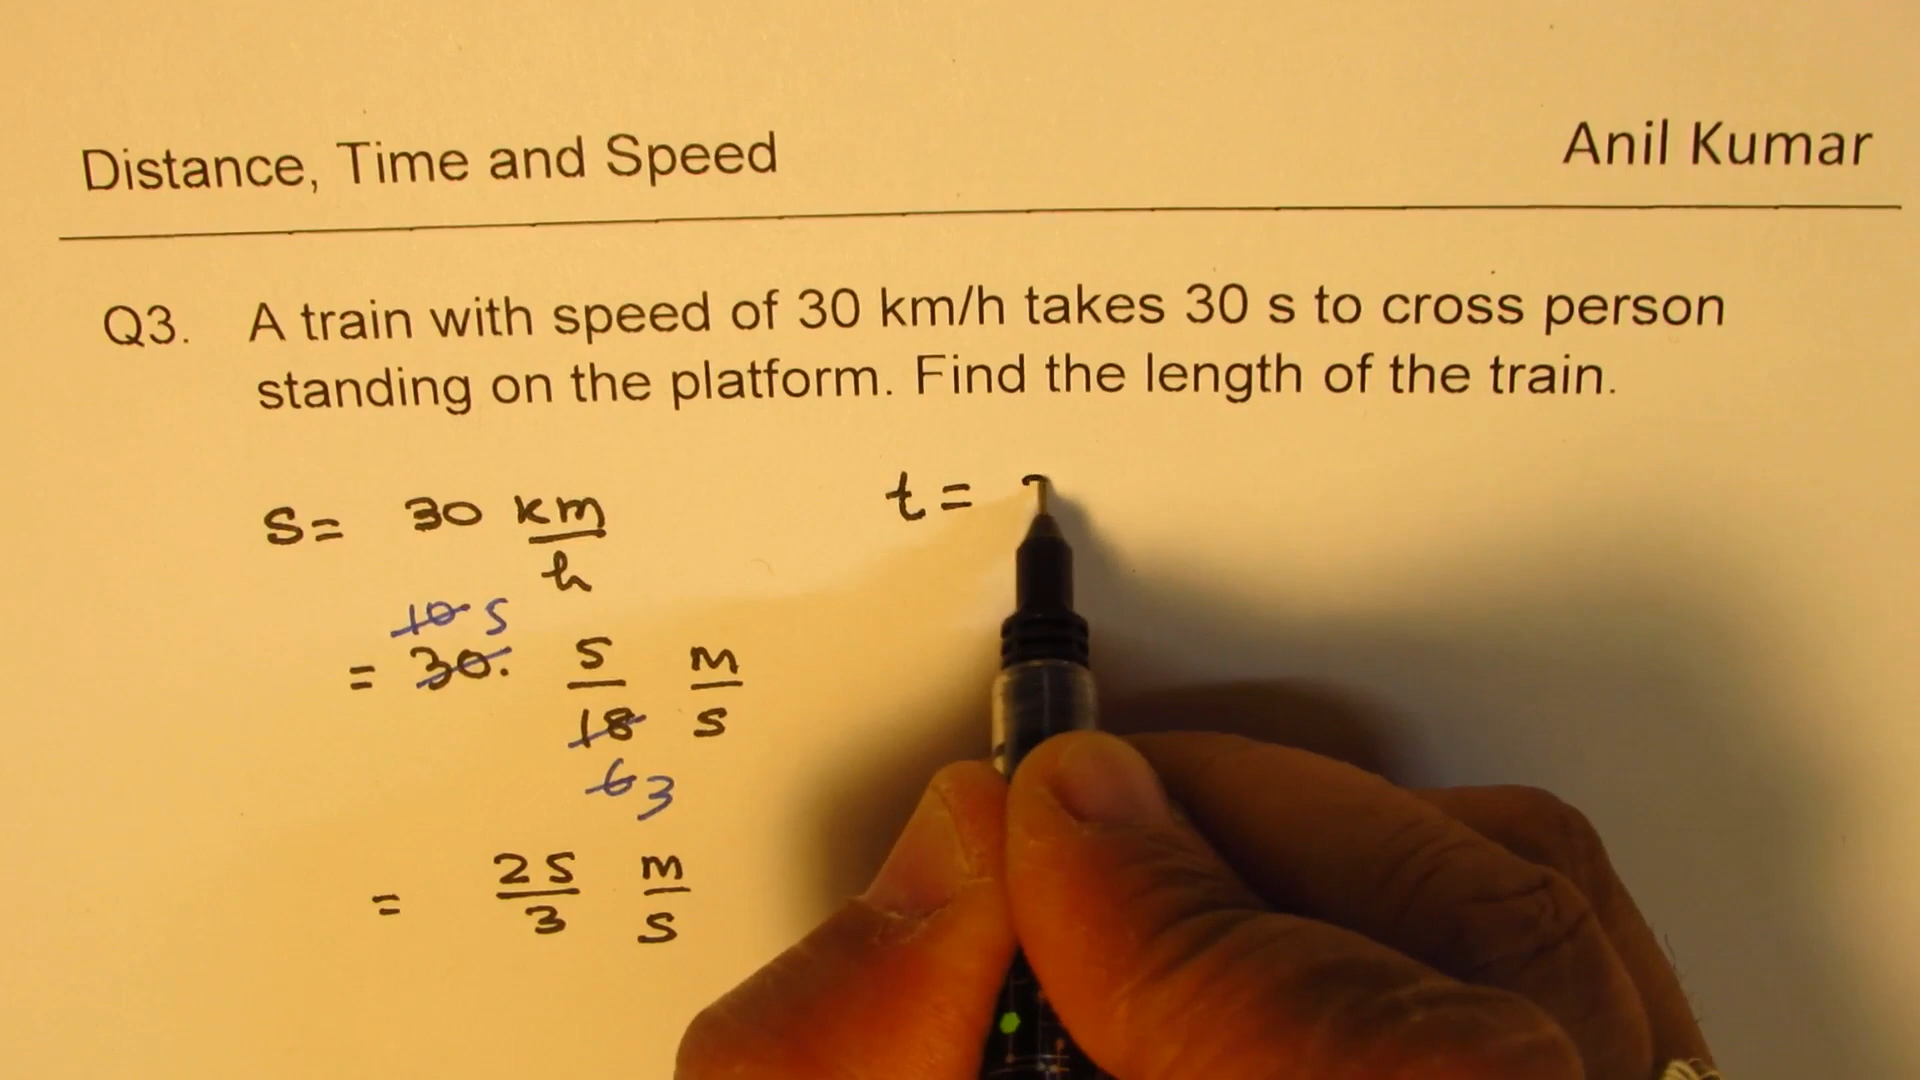 Distance, Time and Speed
Anil Kumar
Q3. A train with speed of 30 km/h takes 30 s to cross person
standing on the platform. Find the length of the train.
S= 30 km/h
t=
10 5
= 30. 5/18 m/s
6 3
= 25/3 m/s